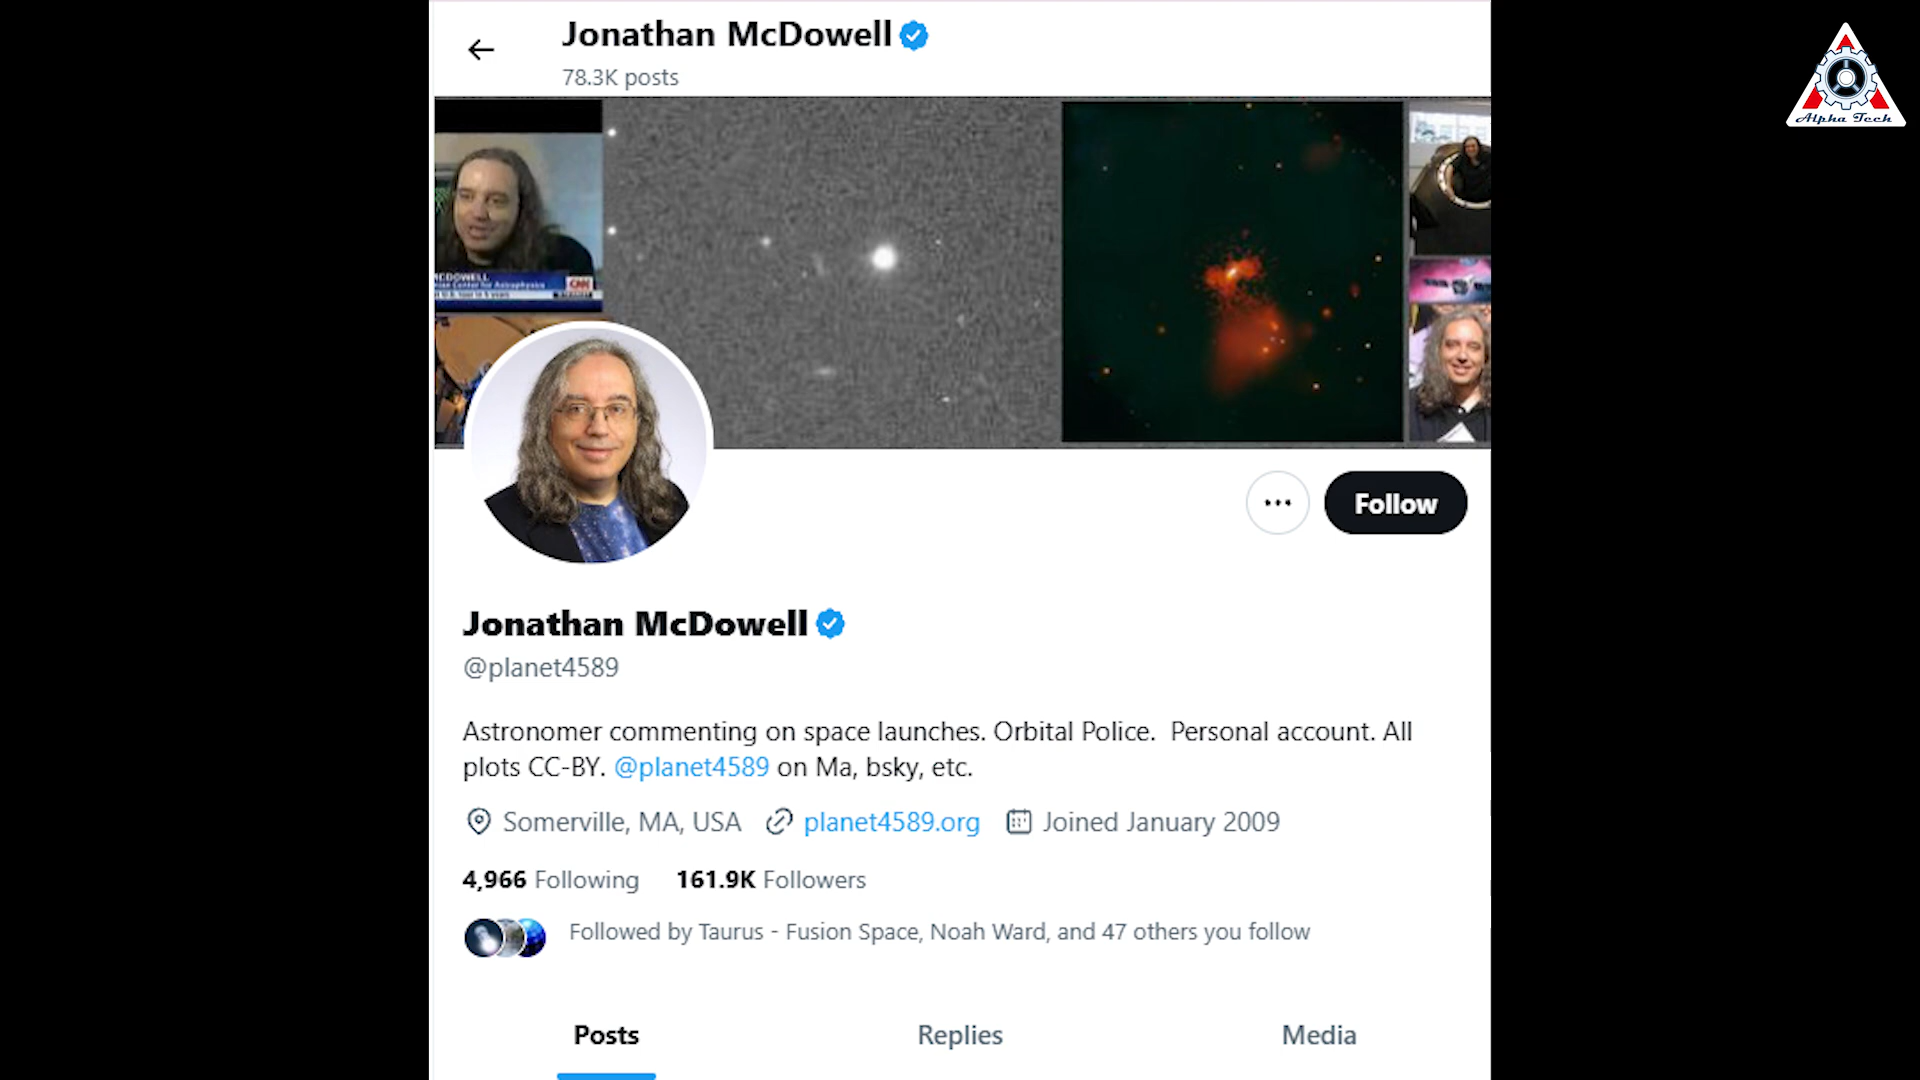 Jonathan McDowell
78.3K posts
Alpha Tech
MCDOWELL
CNN
Follow
Jonathan McDowell
@planet4589
Astronomer commenting on space launches. Orbital Police. Personal account. All
plots CC-BY. @planet4589 on Ma, bsky, etc.
Somerville, MA, USA planet4589.org Joined January 2009
4,966 Following 161.9K Followers
Followed by Taurus - Fusion Space, Noah Ward, and 47 others you follow
Posts Replies Media